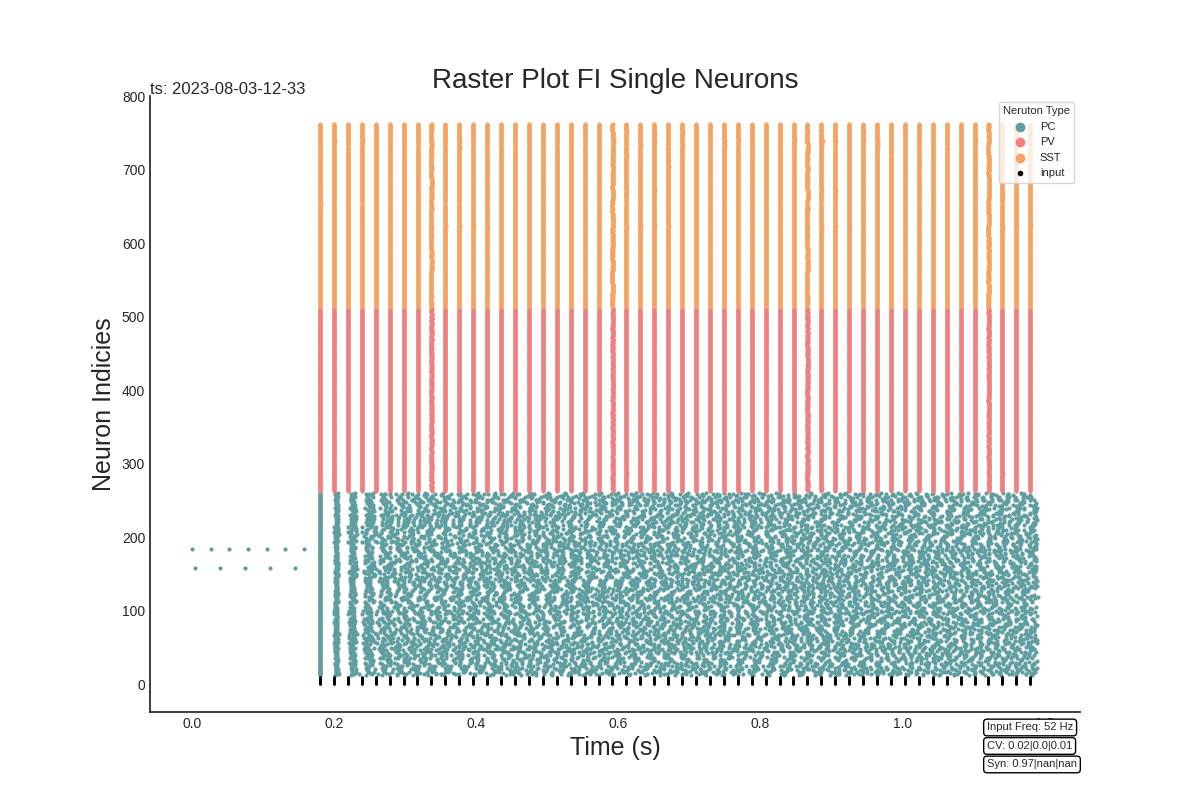 Raster Plot FI Single Neurons
ts: 2023-08-03-12-33
Neruton Type
PC
PV
SST
input
Neuron Indicies
800
700
600
500
400
300
200
100
0
0.0 0.2 0.4 0.6 0.8 1.0
Time (s)
Input Freq: 52 Hz
CV: 0.02|0.0|0.01
Syn: 0.97|nan|nan